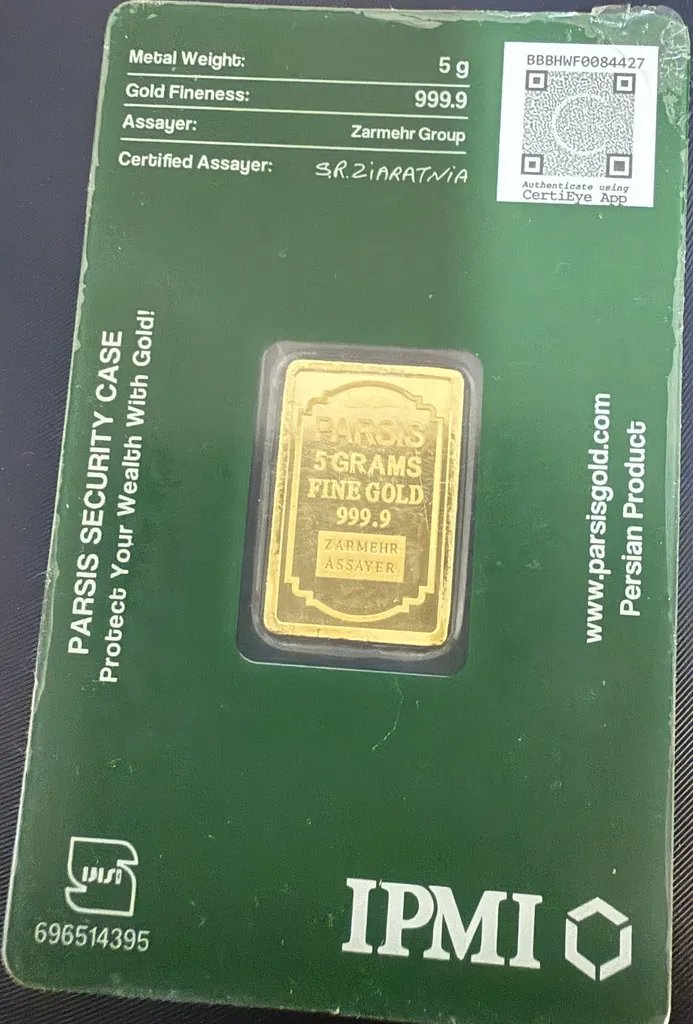 Metal Weight: 5 g
Gold Fineness: 999.9
Assayer: Zarmehr Group
Certified Assayer: S.R.ZIARATNIA
BBBHWF0084427
Authenticate using
CertiEye App
PARSIS SECURITY CASE
Protect Your Wealth With Gold!
PARSIS
5 GRAMS
FINE GOLD
999.9
ZARMEHR
ASSAYER
www.parsisgold.com
Persian Product
696514395
IPMI